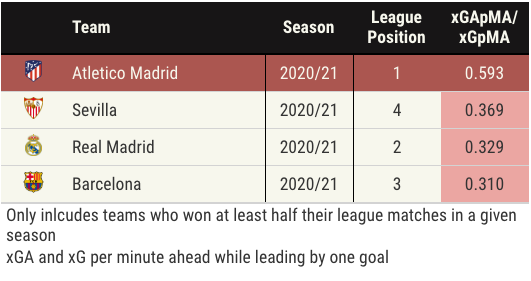 Team Season League Position xGApMA/ xGpMA
Atletico Madrid 2020/21 1 0.593
Sevilla 2020/21 4 0.369
Real Madrid 2020/21 2 0.329
Barcelona 2020/21 3 0.310
Only inlcudes teams who won at least half their league matches in a given
season
xGA and xG per minute ahead while leading by one goal